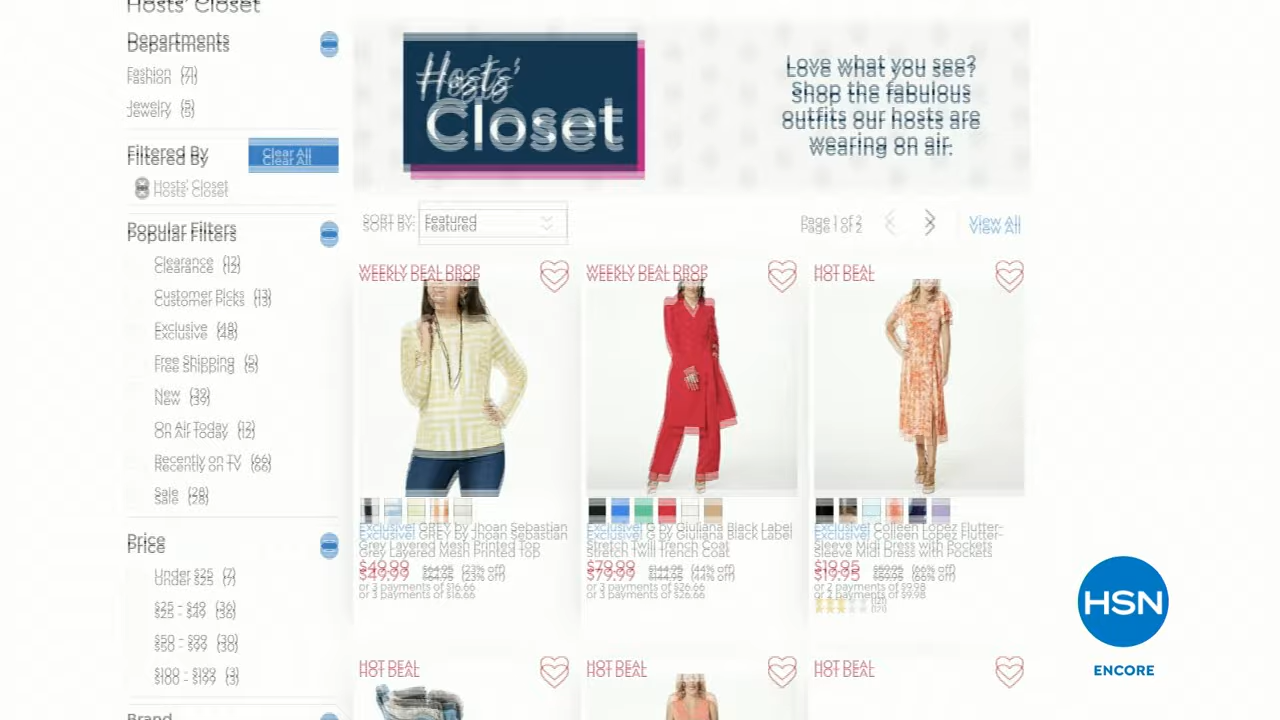 Hosts' Closet
Departments
Fashion (71)
Jewelry (5)
Filtered By
Clear All
Hosts' Closet
Popular Filters
Clearance (12)
Customer Picks (13)
Exclusive (48)
Free Shipping (5)
New (39)
On Air Today (12)
Recently on TV (66)
Sale (28)
Price
Under $25 (7)
$25 - $49 (36)
$50 - $99 (30)
$100 - $199 (3)
Brand
Hosts'
Closet
Love what you see?
Shop the fabulous
outfits our hosts are
wearing on air.
SORT BY: Featured
Page 1 of 2
View All
WEEKLY DEAL DROP
Exclusive! GREY by Jhoan Sebastian
Grey Layered Mesh Printed Top
$49.99 $64.95 (23% off)
or 3 payments of $16.66
WEEKLY DEAL DROP
Exclusive! G by Giuliana Black Label
Stretch Twill Trench Coat
$79.99 $144.95 (44% off)
or 3 payments of $26.66
HOT DEAL
Exclusive! Colleen Lopez Flutter-
Sleeve Midi Dress with Pockets
$19.95 $59.95 (66% off)
or 2 payments of $9.98
HOT DEAL
HOT DEAL
HOT DEAL
HSN
ENCORE